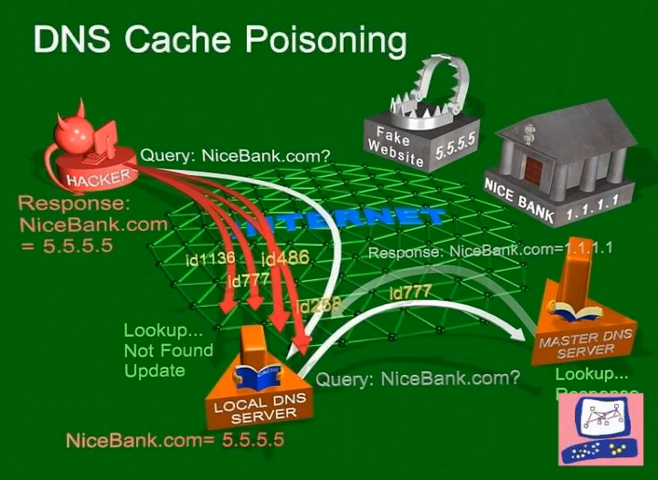 DNS Cache Poisoning
Fake
Website
5.5.5.5
NICE BANK
1.1.1.1
Query: NiceBank.com?
HACKER
Response:
NiceBank.com
= 5.5.5.5
INTERNET
Response: NiceBank.com=1.1.1.1
id1136
id486
id777
id268
id777
Lookup...
Not Found
Update
CACHE
LOCAL DNS
SERVER
NiceBank.com= 5.5.5.5
Query: NiceBank.com?
MASTER DNS
SERVER
Lookup...
Response